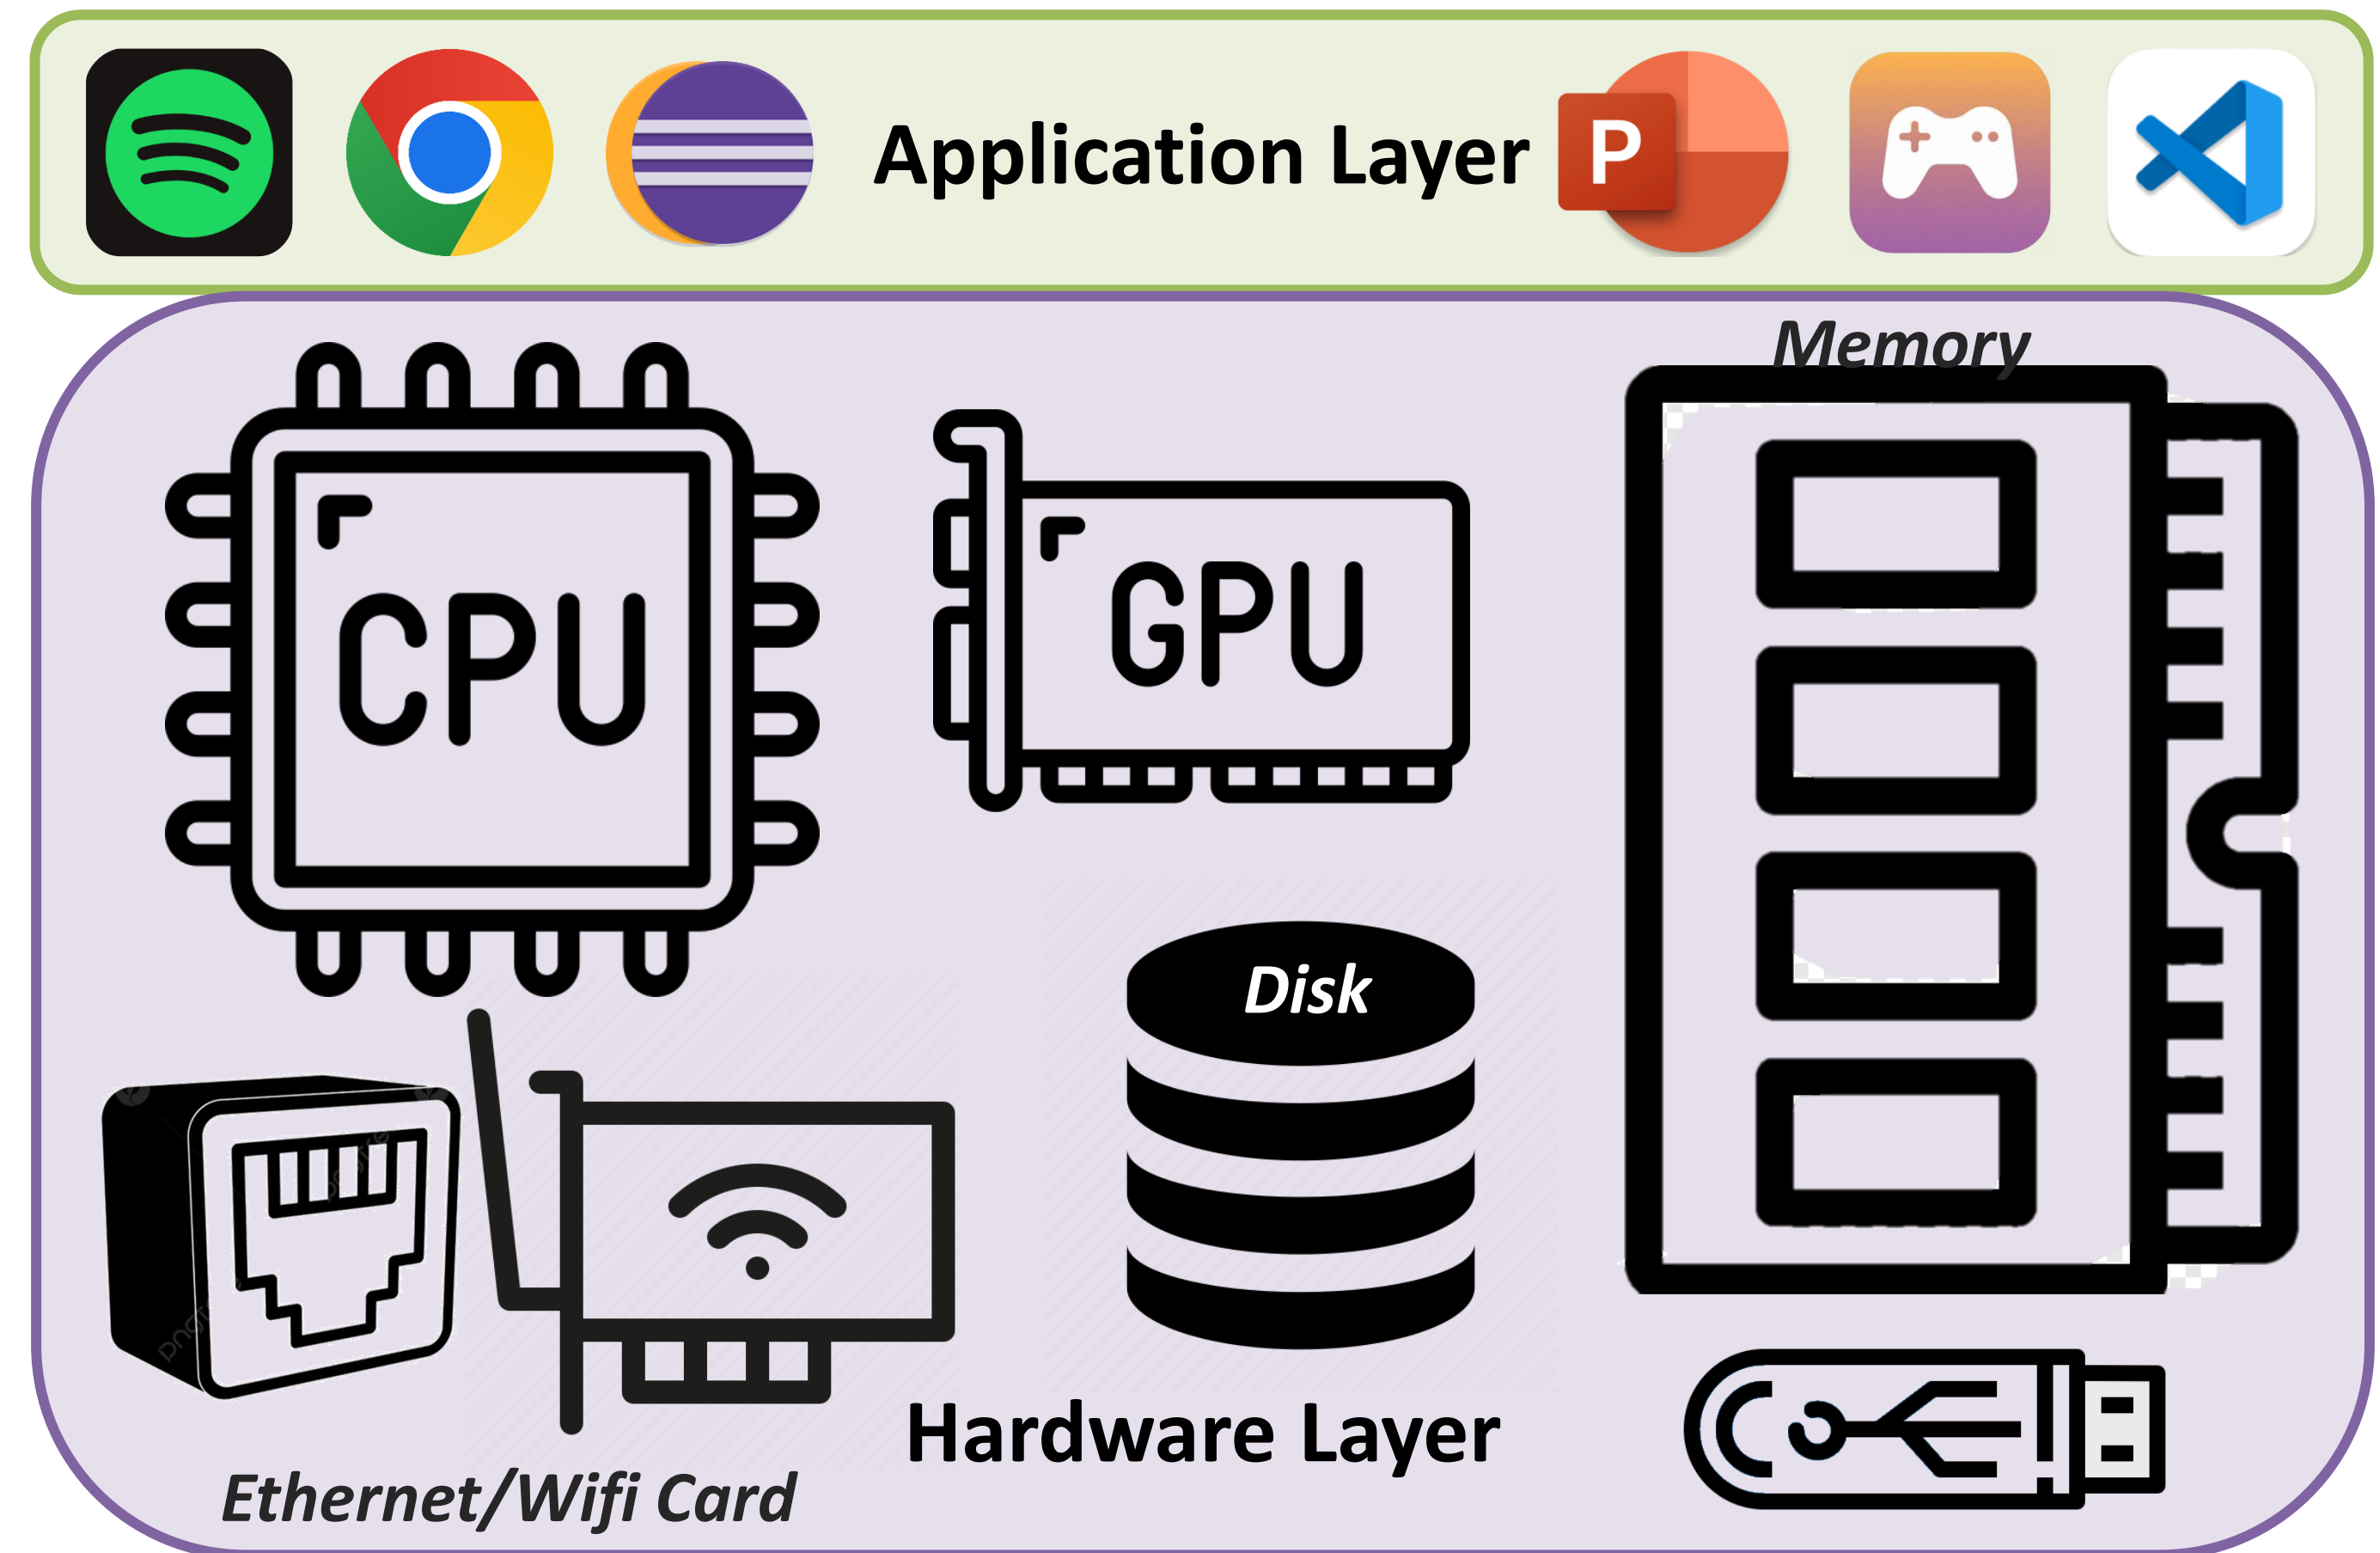 Application Layer
P
Memory
CPU
GPU
Disk
Hardware Layer
Ethernet/Wifi Card